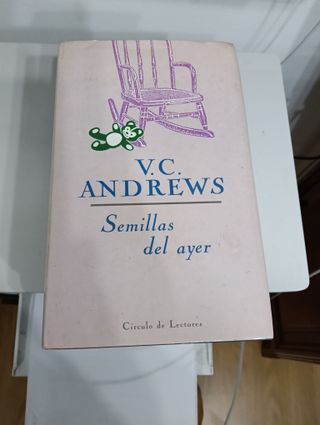 V.C.
ANDREWS
Semillas
del ayer
Círculo de Lectores